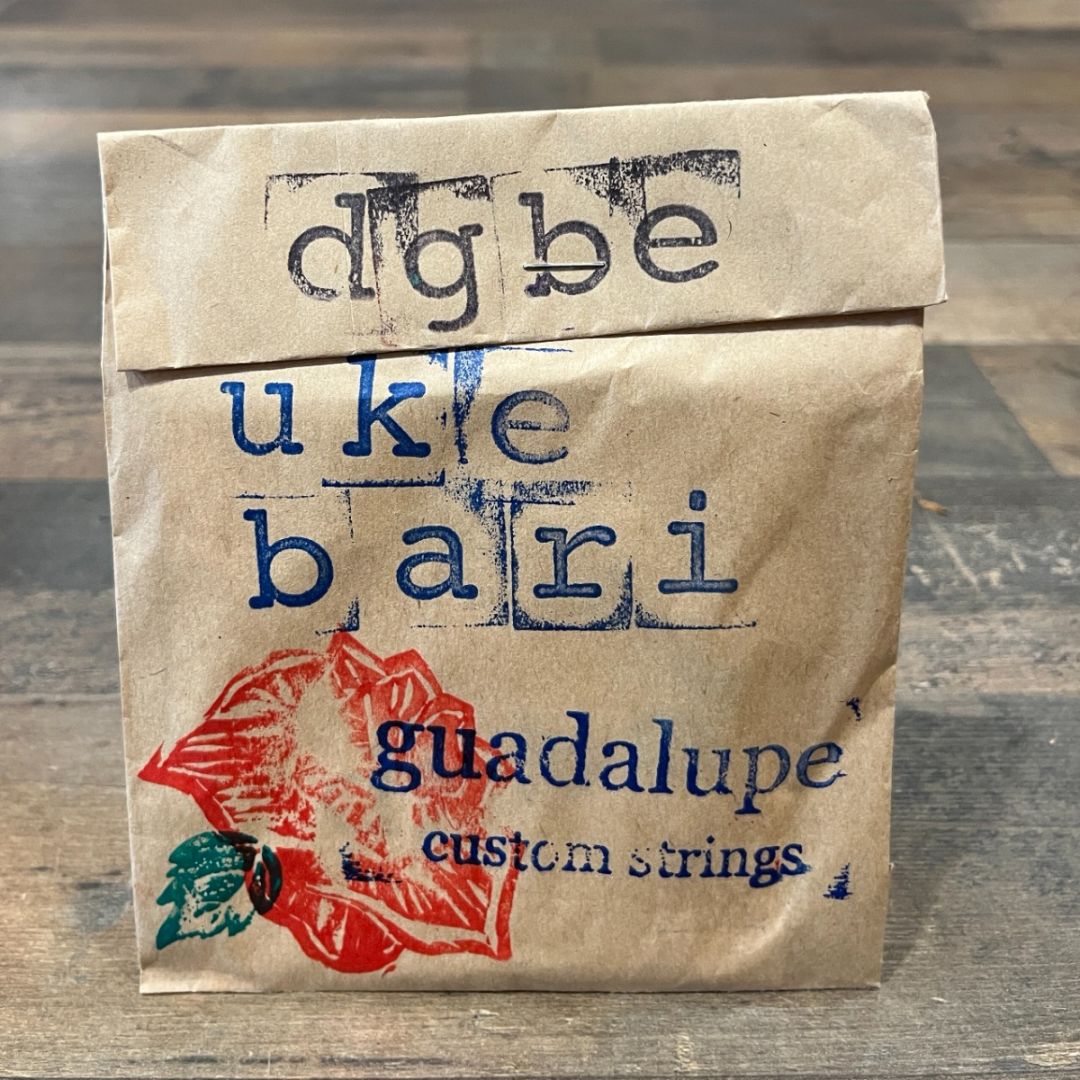 dgbe
uke
bari
guadalupe
custom strings